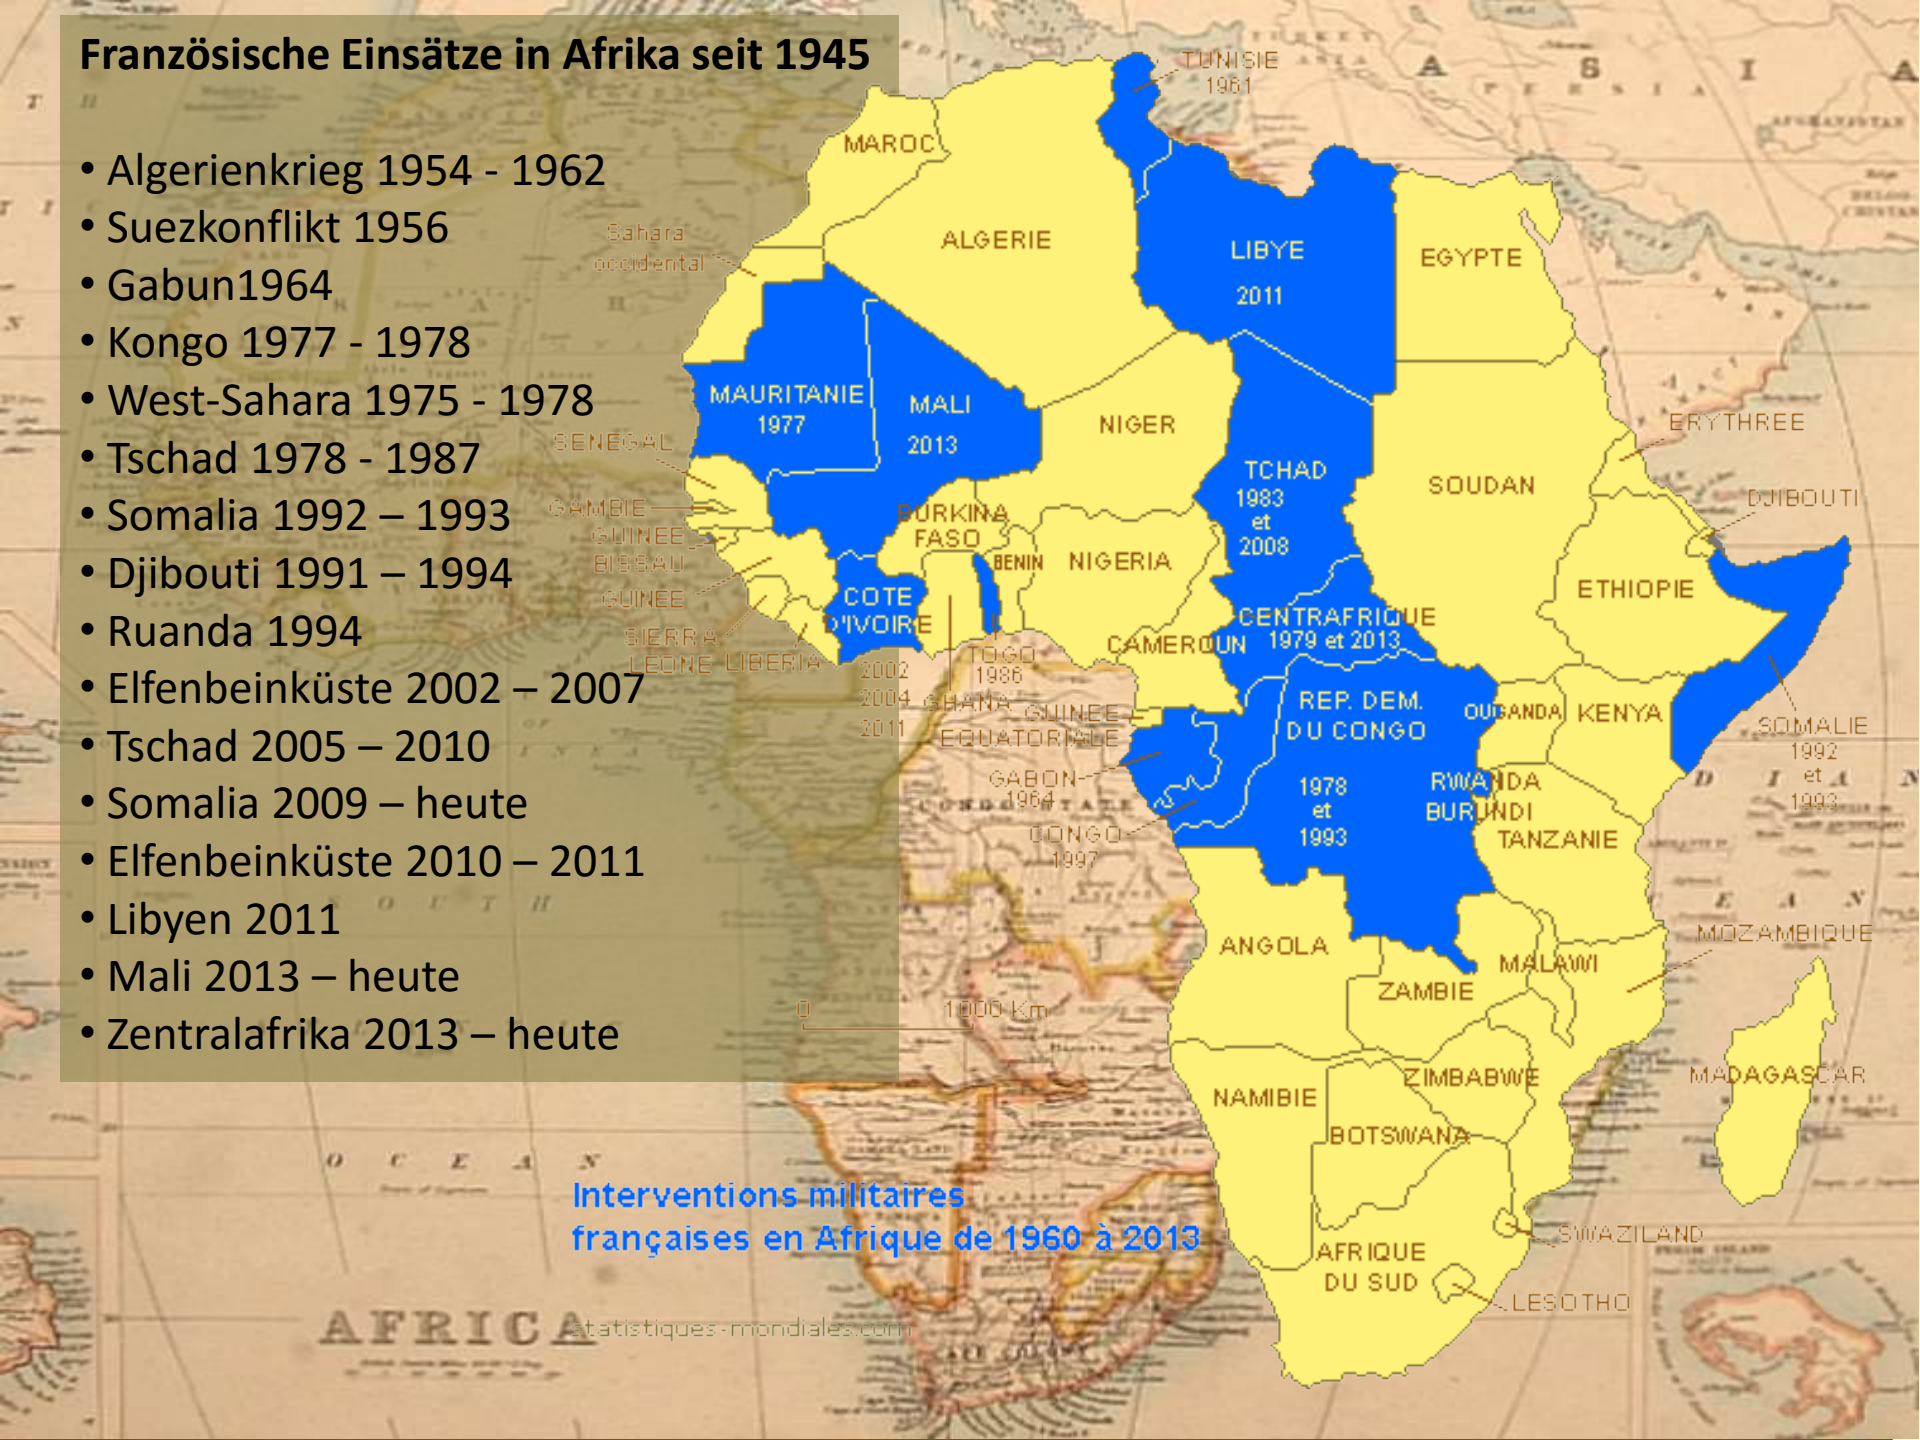 Französische Einsätze in Afrika seit 1945
• Algerienkrieg 1954 - 1962
• Suezkonflikt 1956
• Gabun1964
• Kongo 1977 - 1978
• West-Sahara 1975 - 1978
• Tschad 1978 - 1987
• Somalia 1992 – 1993
• Djibouti 1991 – 1994
• Ruanda 1994
• Elfenbeinküste 2002 – 2007
• Tschad 2005 – 2010
• Somalia 2009 – heute
• Elfenbeinküste 2010 – 2011
• Libyen 2011
• Mali 2013 – heute
• Zentralafrika 2013 – heute
TUNISIE
1961
MAROC
ALGERIE
LIBYE
2011
EGYPTE
Sahara
occidental
MAURITANIE
1977
MALI
2013
NIGER
TCHAD
1983
et
2008
SOUDAN
ERYTHREE
DJIBOUTI
SENEGAL
GAMBIE
GUINEE
BISSAU
GUINEE
SIERRA
LEONE
LIBERIA
BURKINA
FASO
BENIN
NIGERIA
COTE
D'IVOIRE
2002
2004
2011
TOGO
1986
GHANA
GUINEE
EQUATORIALE
CAMEROUN
CENTRAFRIQUE
1979 et 2013
ETHIOPIE
REP. DEM.
DU CONGO
1978
et
1993
OUGANDA
KENYA
SOMALIE
1992
et
1993
GABON
1964
CONGO
1997
RWANDA
BURUNDI
TANZANIE
ANGOLA
ZAMBIE
MALAWI
MOZAMBIQUE
0
1000 Km
NAMIBIE
ZIMBABWE
BOTSWANA
MADAGASCAR
AFRIQUE
DU SUD
SWAZILAND
LESOTHO
Interventions militaires
françaises en Afrique de 1960 à 2013
statistiques-mondiales.com
AFRICA
OCEAN
SOUTH
ASIA
PERSIA
AFGHANISTAN
CAPE COLONY